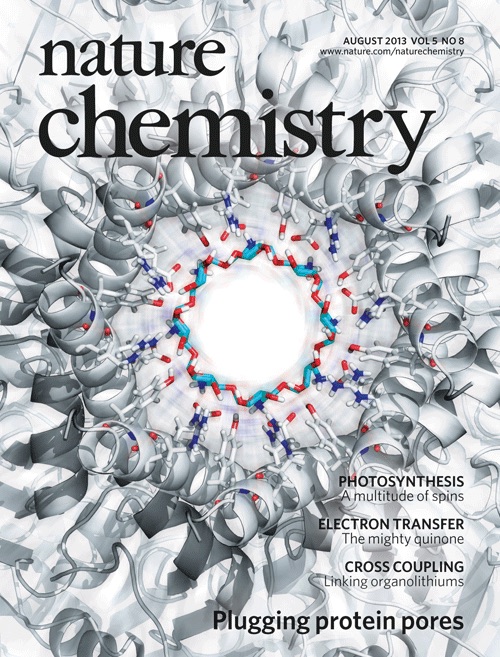 nature
chemistry
AUGUST 2013 VOL 5 NO 8
www.nature.com/naturechemistry
PHOTOSYNTHESIS
A multitude of spins
ELECTRON TRANSFER
The mighty quinone
CROSS COUPLING
Linking organolithiums
Plugging protein pores